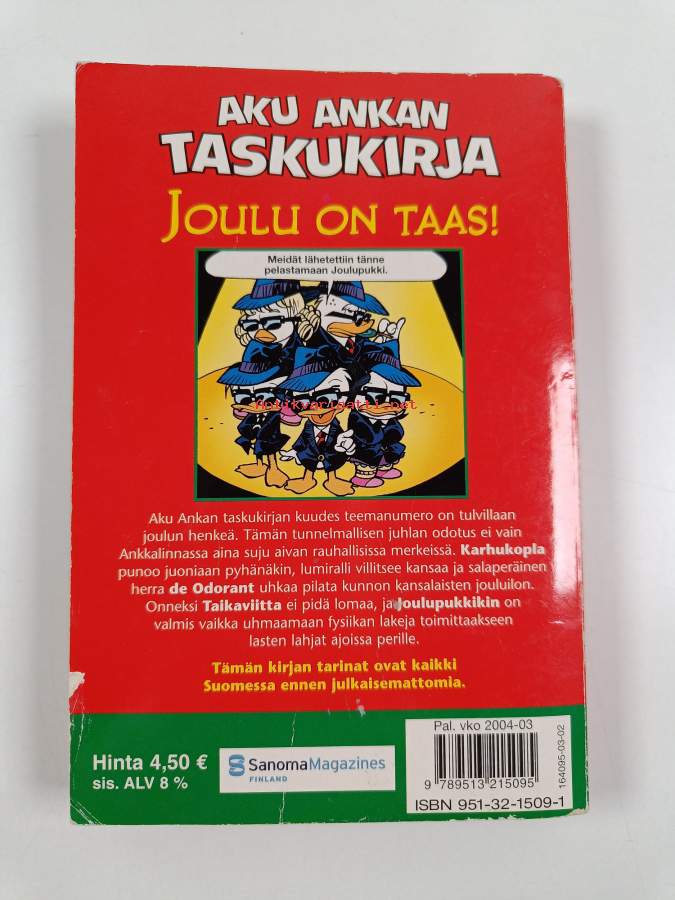 AKU ANKAN
TASKUKIRJA
JOULU ON TAAS!
Meidät lähetettiin tänne
pelastamaan Joulupukki.
Antikvariaatti.net
Aku Ankan taskukirjan kuudes teemanumero on tulvillaan
joulun henkeä. Tämän tunnelmallisen juhlan odotus ei vain
Ankkalinnassa aina suju aivan rauhallisissa merkeissä. Karhukopla
punoo juoniaan pyhänäkin, lumiralli villitsee kansaa ja salaperäinen
herra de Odorant uhkaa pilata kunnon kansalaisten jouluilon.
Onneksi Taikaviitta ei pidä lomaa, ja Joulupukkikin on
valmis vaikka uhmaamaan fysiikan lakeja toimittaakseen
lasten lahjat ajoissa perille.
Tämän kirjan tarinat ovat kaikki
Suomessa ennen julkaisemattomia.
Hinta 4,50 €
sis. ALV 8 %
SanomaMagazines
FINLAND
Pal. vko 2004-03
9 789513 215095
ISBN 951-32-1509-1
164095-03-02